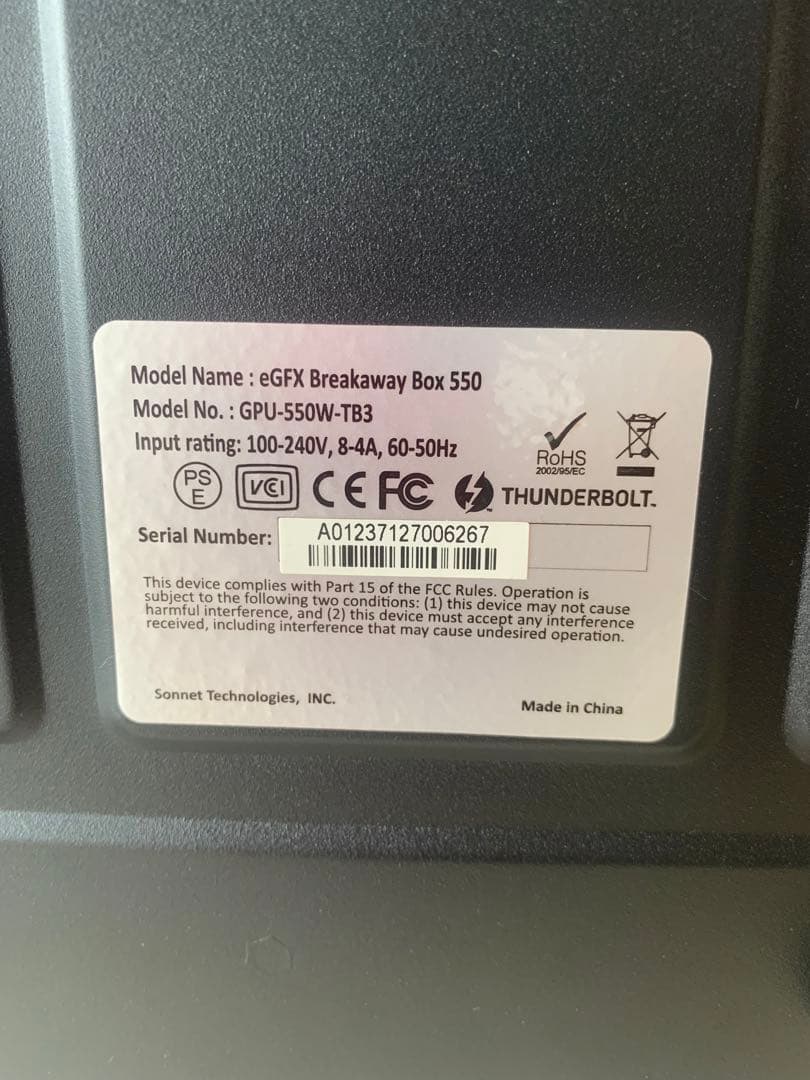 Model Name : eGFX Breakaway Box 550
Model No. : GPU-550W-TB3
Input rating: 100-240V, 8-4A, 60-50Hz
RoHS
2002/95/EC
PS
E
VCI
CE FC THUNDERBOLT™
Serial Number: A01237127006267
This device complies with Part 15 of the FCC Rules. Operation is
subject to the following two conditions: (1) this device may not cause
harmful interference, and (2) this device must accept any interference
received, including interference that may cause undesired operation.
Sonnet Technologies, INC.
Made in China